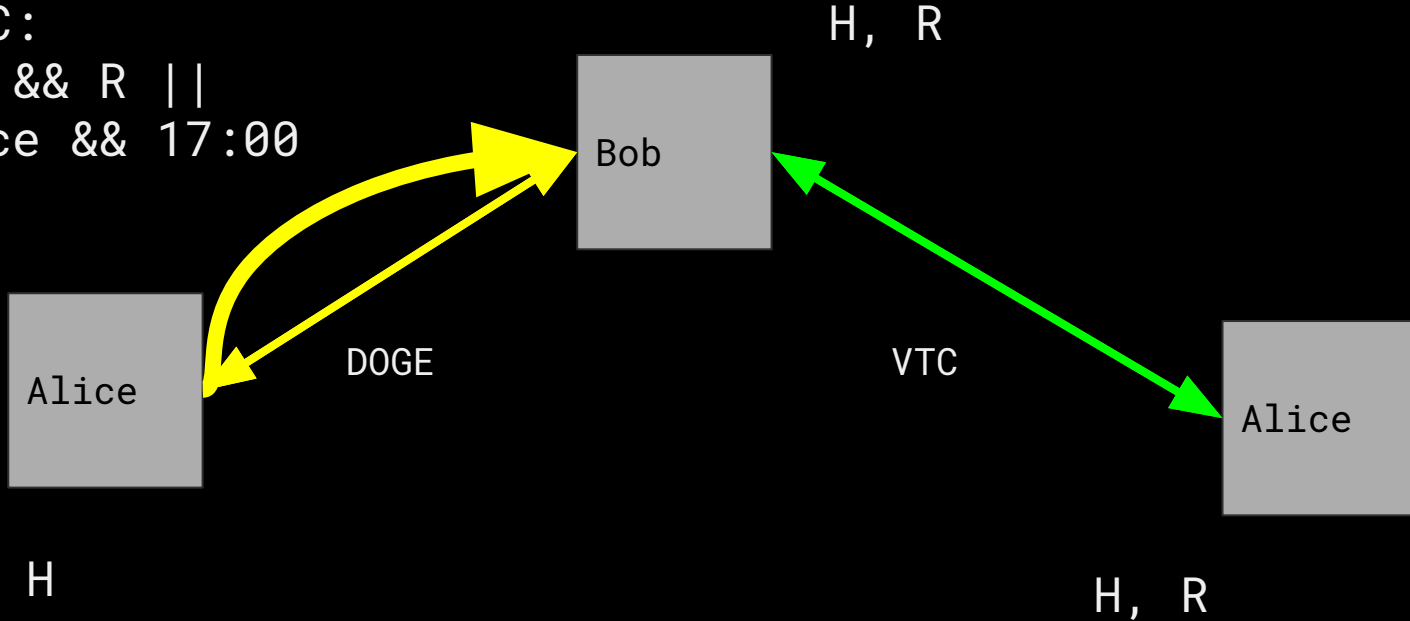 C:
&& R ||
ce && 17:00
H, R
Bob
DOGE
VTC
Alice
Alice
H
H, R